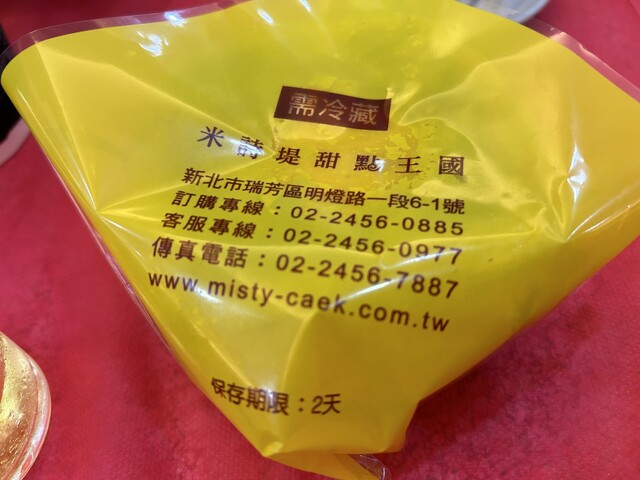 需冷藏
米詩堤甜點王國
新北市瑞芳區明燈路一段6-1號
訂購專線：02-2456-0885
客服專線：02-2456-0977
傳真電話：02-2456-7887
www.misty-caek.com.tw
保存期限：2天